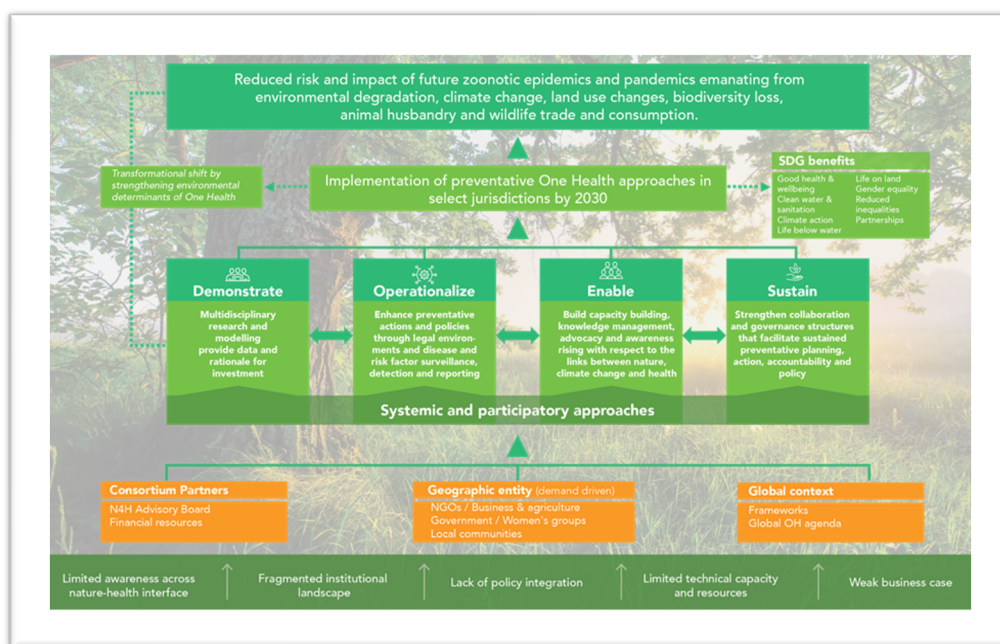 Reduced risk and impact of future zoonotic epidemics and pandemics emanating from
environmental degradation, climate change, land use changes, biodiversity loss,
animal husbandry and wildlife trade and consumption.
Transformational shift by
strengthening environmental
determinants of One Health
Implementation of preventative One Health approaches in
select jurisdictions by 2030
SDG benefits
Good health &
wellbeing
Clean water &
sanitation
Climate action
Life below water
Life on land
Gender equality
Reduced
inequalities
Partnerships
Demonstrate
Multidisciplinary
research and
modelling
provide data and
rationale for
investment
Operationalize
Enhance preventative
actions and policies
through legal environ-
ments and disease and
risk factor surveillance,
detection and reporting
Enable
Build capacity building,
knowledge management,
advocacy and awareness
rising with respect to the
links between nature,
climate change and health
Sustain
Strengthen collaboration
and governance structures
that facilitate sustained
preventative planning,
action, accountability and
policy
Systemic and participatory approaches
Consortium Partners
N4H Advisory Board
Financial resources
Geographic entity (demand driven)
NGOs / Business & agriculture
Government / Women's groups
Local communities
Global context
Frameworks
Global OH agenda
Limited awareness across
nature-health interface
Fragmented institutional
landscape
Lack of policy integration
Limited technical capacity
and resources
Weak business case